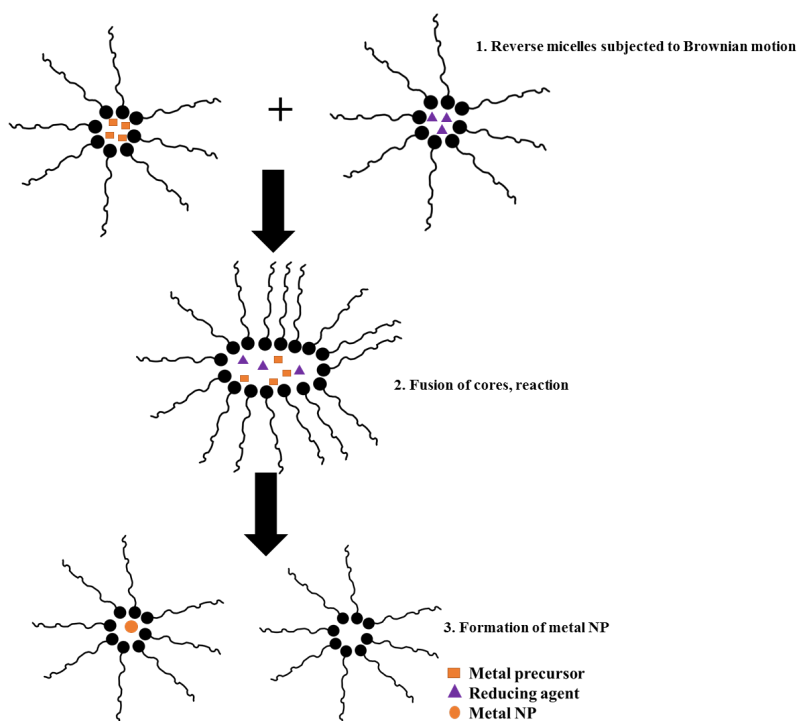 1. Reverse micelles subjected to Brownian motion
+
2. Fusion of cores, reaction
3. Formation of metal NP
Metal precursor
Reducing agent
Metal NP